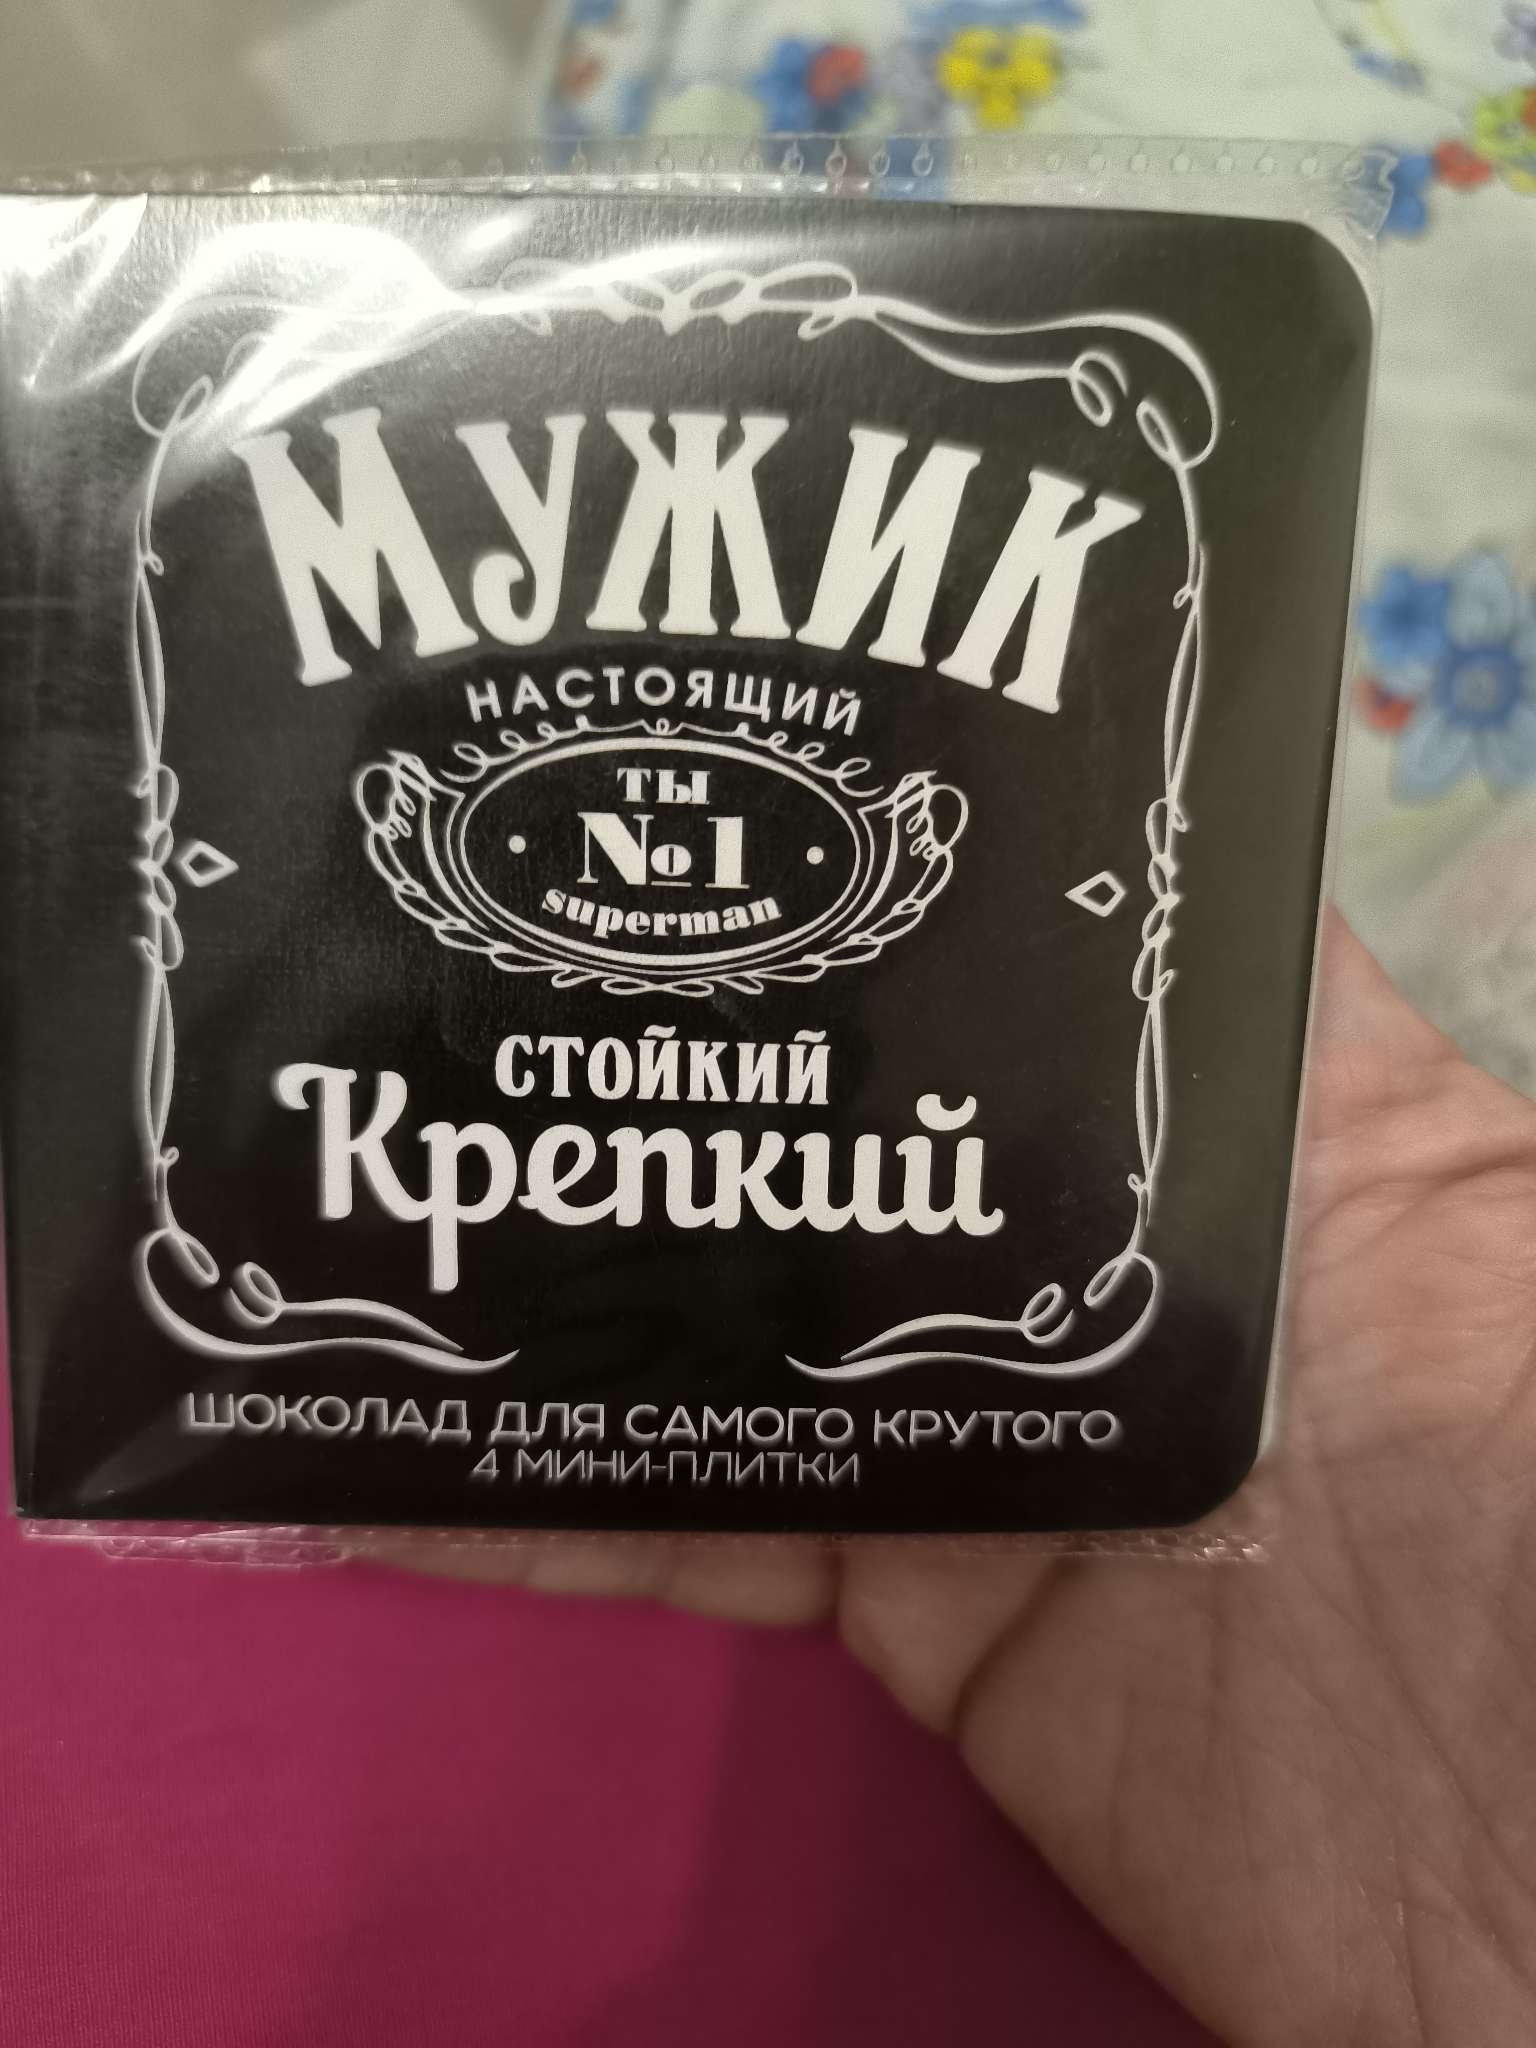 МУЖИК
НАСТОЯЩИЙ
ТЫ
№1
superman
СТОЙКИЙ
Крепкий
ШОКОЛАД ДЛЯ САМОГО КРУТОГО
4 МИНИ-ПЛИТКИ